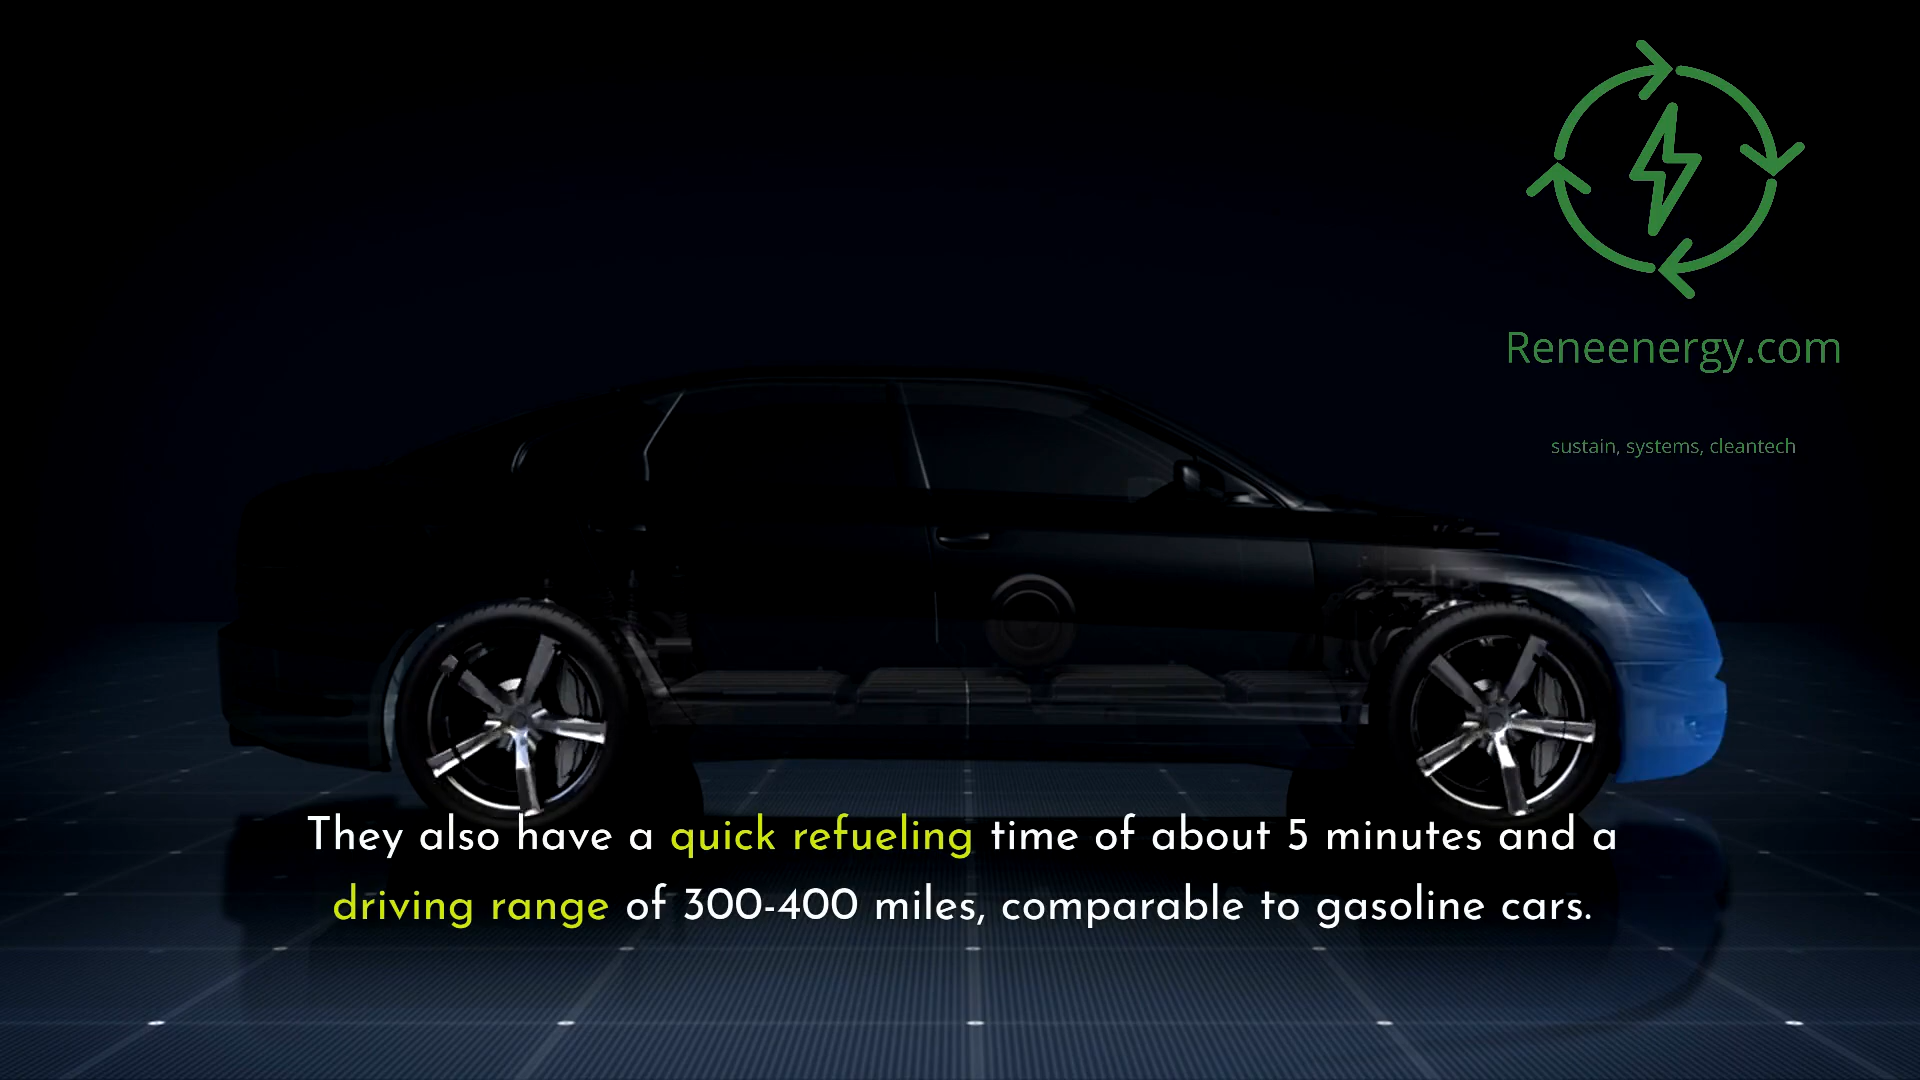 Reneenergy.com
sustain, systems, cleantech
They also have a quick refueling time of about 5 minutes and a
driving range of 300-400 miles, comparable to gasoline cars.